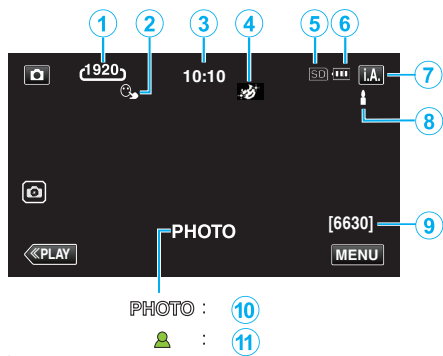 1 2 3 4 5 6
1920 10:10 SD i.A. 7
8
[6630] 9
PHOTO
≪PLAY MENU
PHOTO : 10
: 11